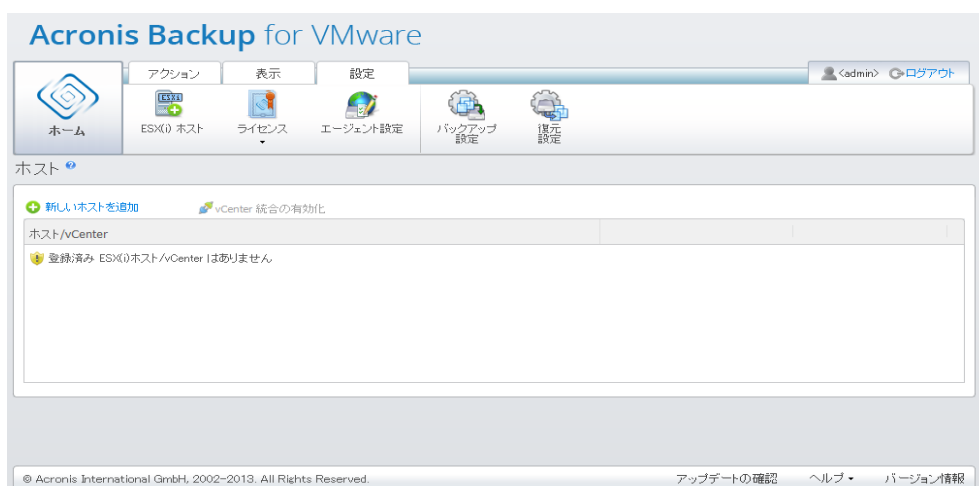 Acronis Backup for VMware
アクション 表示 設定 <admin> ログアウト
ホーム
ESX(i) ホスト ライセンス エージェント設定 バックアップ 設定 復元 設定
ホスト
新しいホストを追加 vCenter 統合の有効化
ホスト/vCenter
登録済み ESX(i)ホスト/vCenter はありません
© Acronis International GmbH, 2002-2013. All Rights Reserved. アップデートの確認 ヘルプ バージョン情報